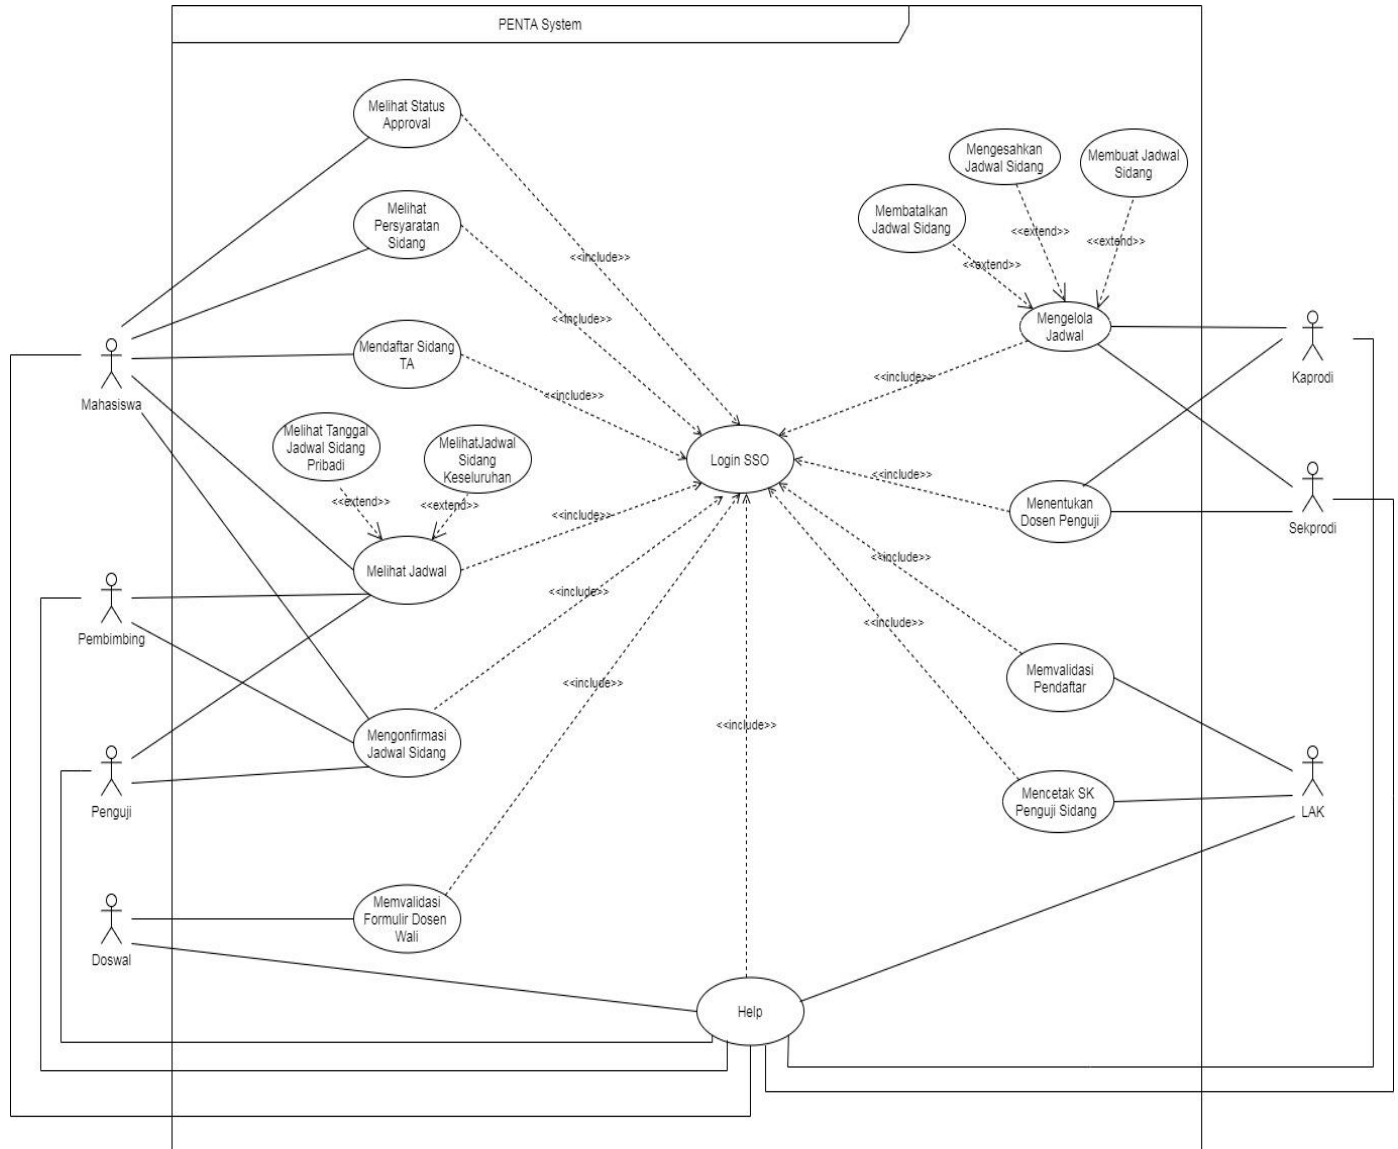 PENTA System
Melihat Status
Approval
Mengesahkan
Jadwal Sidang
Membuat Jadwal
Sidang
Melihat
Persyaratan
Sidang
Membatalkan
Jadwal Sidang
<<extend>>
<<extend>>
<<extend>>
<<include>>
<<include>>
Mengelola
Jadwal
Mendaftar Sidang
TA
Mahasiswa
Kaprodi
<<include>>
<<include>>
Melihat Tanggal
Jadwal Sidang
Pribadi
MelihatJadwal
Sidang
Keseluruhan
Login SSO
<<include>>
<<extend>>
<<extend>>
<<include>>
Menentukan
Dosen Penguji
Sekprodi
Melihat Jadwal
<<include>>
<<include>>
<<include>>
Pembimbing
<<include>>
Memvalidasi
Pendaftar
<<include>>
<<include>>
Mengonfirmasi
Jadwal Sidang
Penguji
Mencetak SK
Penguji Sidang
LAK
Memvalidasi
Formulir Dosen
Wali
Doswal
Help